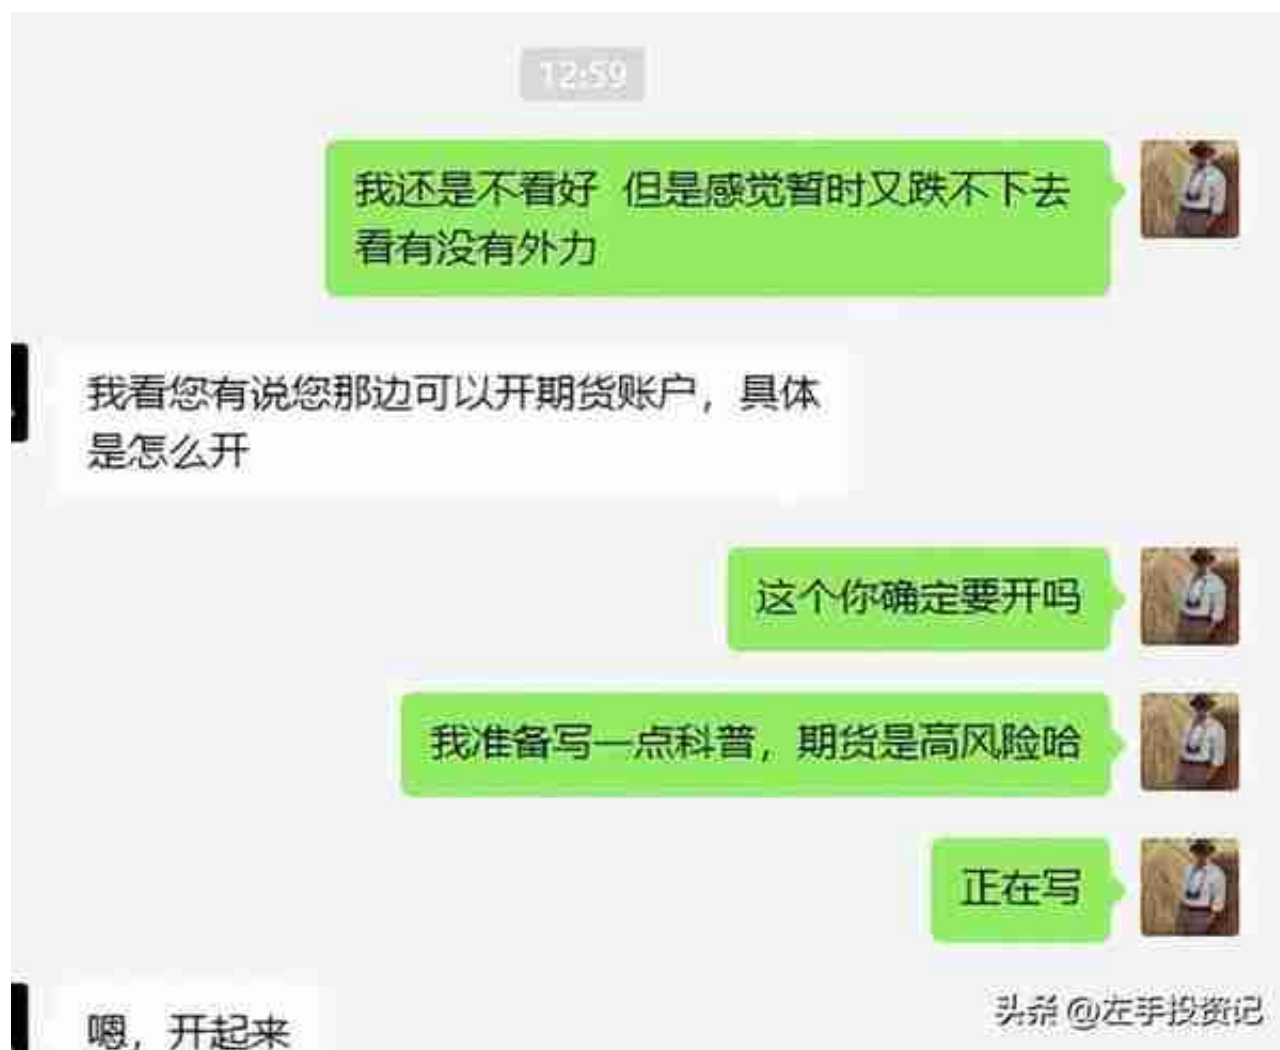 12:59
我还是不看好 但是感觉暂时又跌不下去
看有没有外力
我看您有说您那边可以开期货账户，具体
是怎么开
这个你确定要开吗
我准备写一点科普，期货是高风险哈
正在写
嗯，开起来
头条 @左手投资记